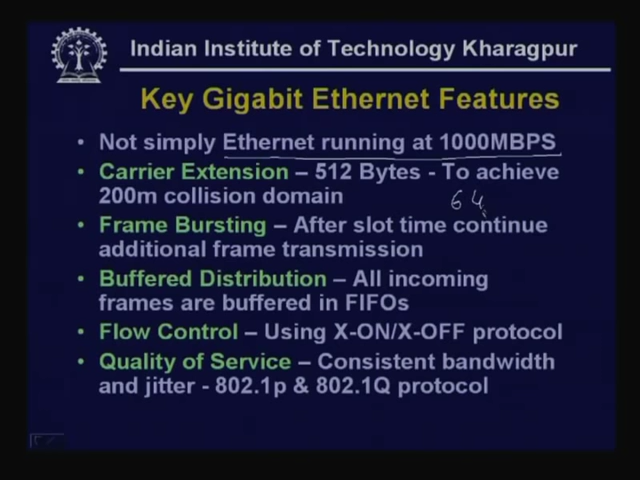 Indian Institute of Technology Kharagpur
Key Gigabit Ethernet Features
• Not simply Ethernet running at 1000MBPS
• Carrier Extension – 512 Bytes - To achieve
200m collision domain
64
• Frame Bursting – After slot time continue
additional frame transmission
• Buffered Distribution – All incoming
frames are buffered in FIFOs
• Flow Control – Using X-ON/X-OFF protocol
• Quality of Service – Consistent bandwidth
and jitter - 802.1p & 802.1Q protocol